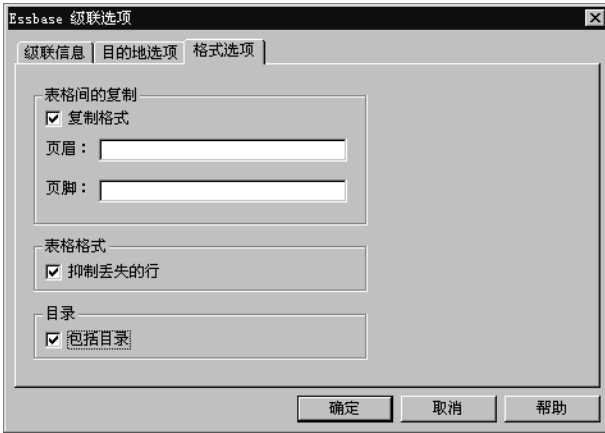 Essbase 级联选项
级联信息 目的地选项 格式选项
表格间的复制
复制格式
页眉：
页脚：
表格格式
抑制丢失的行
目录
包括目录
确定 取消 帮助